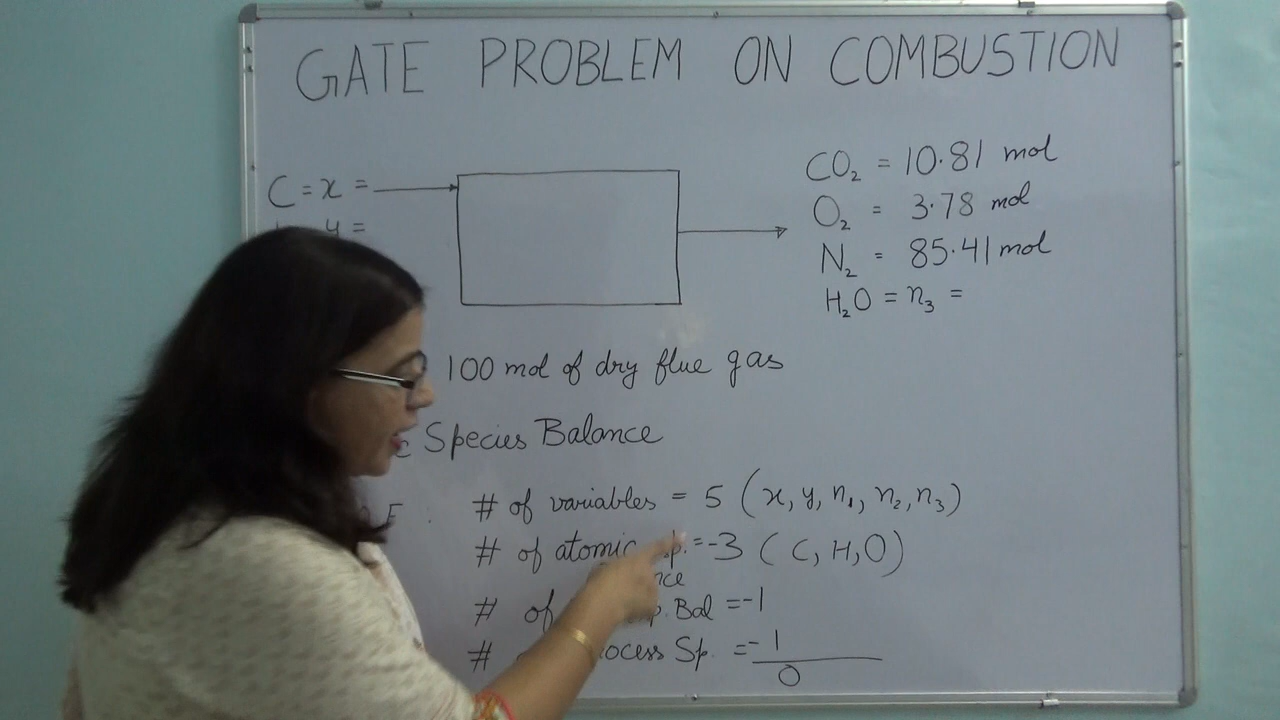 GATE PROBLEM ON COMBUSTION
C = x =
y =
CO₂ = 10.81 mol
O₂ = 3.78 mol
N₂ = 85.41 mol
H₂O = n₃ =
100 mol of dry flue gas
Species Balance
# of variables = 5 (x, y, n₁, n₂, n₃)
# of atomic sp. = -3 (C, H, O)
# of Bal = -1
# Sp. = -1
0